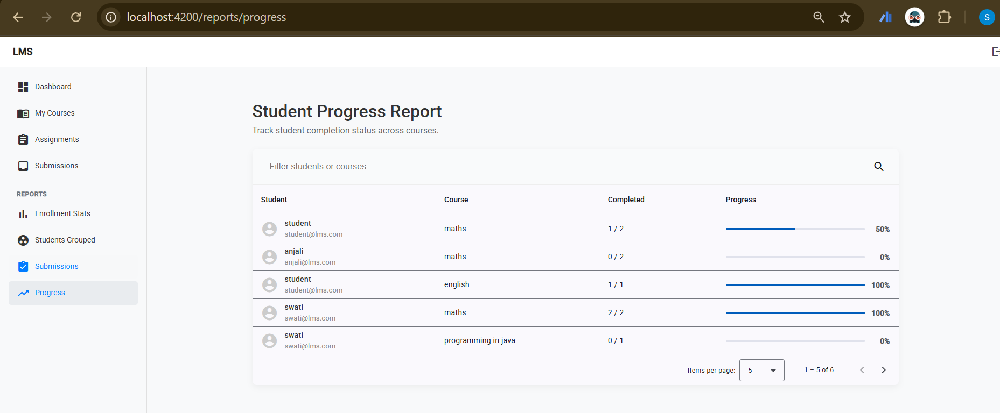 localhost:4200/reports/progress
S
LMS
Dashboard
My Courses
Assignments
Submissions
REPORTS
Enrollment Stats
Students Grouped
Submissions
Progress
Student Progress Report
Track student completion status across courses.
Filter students or courses...
Student Course Completed Progress
student
student@lms.com
maths 1 / 2 50%
anjali
anjali@lms.com
maths 0 / 2 0%
student
student@lms.com
english 1 / 1 100%
swati
swati@lms.com
maths 2 / 2 100%
swati
swati@lms.com
programming in java 0 / 1 0%
Items per page: 5 1 – 5 of 6